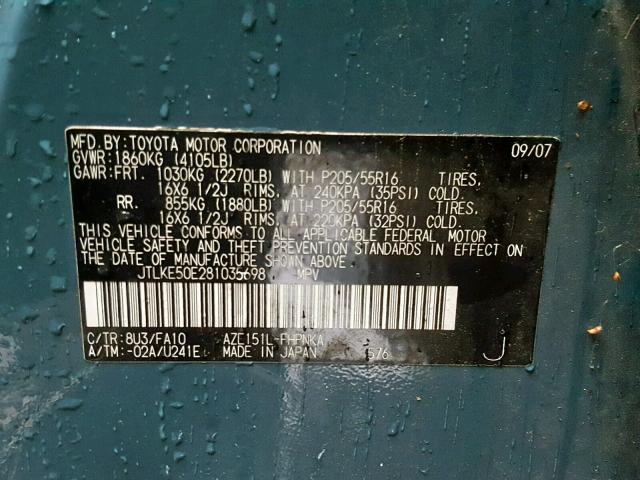 MFD. BY: TOYOTA MOTOR CORPORATION 09/07
GVWR: 1860KG (4105LB)
GAWR: FRT. 1030KG (2270LB) WITH P205/55R16 TIRES,
16X6 1/2J RIMS, AT 240KPA (35PSI) COLD.
RR. 855KG (1880LB) WITH P205/55R16 TIRES,
16X6 1/2J RIMS, AT 220KPA (32PSI) COLD.
THIS VEHICLE CONFORMS TO ALL APPLICABLE FEDERAL MOTOR
VEHICLE SAFETY AND THEFT PREVENTION STANDARDS IN EFFECT ON
THE DATE OF MANUFACTURE SHOWN ABOVE.
JTLKE50E281035698 MPV
C/TR: 8U3/FA10 AZE151L-FHPNKA
A/TM: -02A/U241E MADE IN JAPAN 576 J